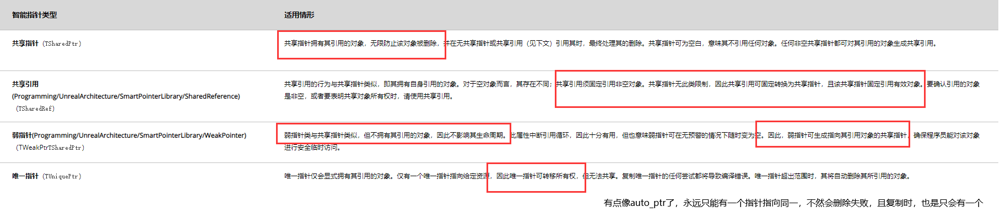 智能指针类型
适用情形
共享指针（TSharedPtr）
共享指针拥有其引用的对象，无限防止该对象被删除，并在无共享指针或共享引用（见下文）引用其时，最终处理其的删除。共享指针可为空白，意味其不引用任何对象。任何非空共享指针都可对其引用的对象生成共享引用。
共享引用
(Programming/UnrealArchitecture/SmartPointerLibrary/SharedReference)
（TSharedRef）
共享引用的行为与共享指针类似，即其拥有自身引用的对象。对于空对象而言，其存在不同；共享引用须固定引用非空对象。共享指针无此类限制，因此共享引用可固定转换为共享指针，且该共享指针固定引用有效对象。要确认引用的对象
是非空，或者要表明共享对象所有权时，请使用共享引用。
弱指针(Programming/UnrealArchitecture/SmartPointerLibrary/WeakPointer)
（TWeakPtrTSharedPtr）
弱指针类与共享指针类似，但不拥有其引用的对象，因此不影响其生命周期。此属性中断引用循环，因此十分有用，但也意味弱指针可在无预警的情况下随时变为空。因此，弱指针可生成指向其引用对象的共享指针，确保程序员能对该对象
进行安全临时访问。
唯一指针（TUniquePtr）
唯一指针仅会显式拥有其引用的对象。仅有一个唯一指针指向给定资源，因此唯一指针可转移所有权，但无法共享。复制唯一指针的任何尝试都将导致编译错误。唯一指针超出范围时，其将自动删除其所引用的对象。
有点像auto_ptr了，永远只能有一个指针指向同一，不然会删除失败，且复制时，也是只会有一个